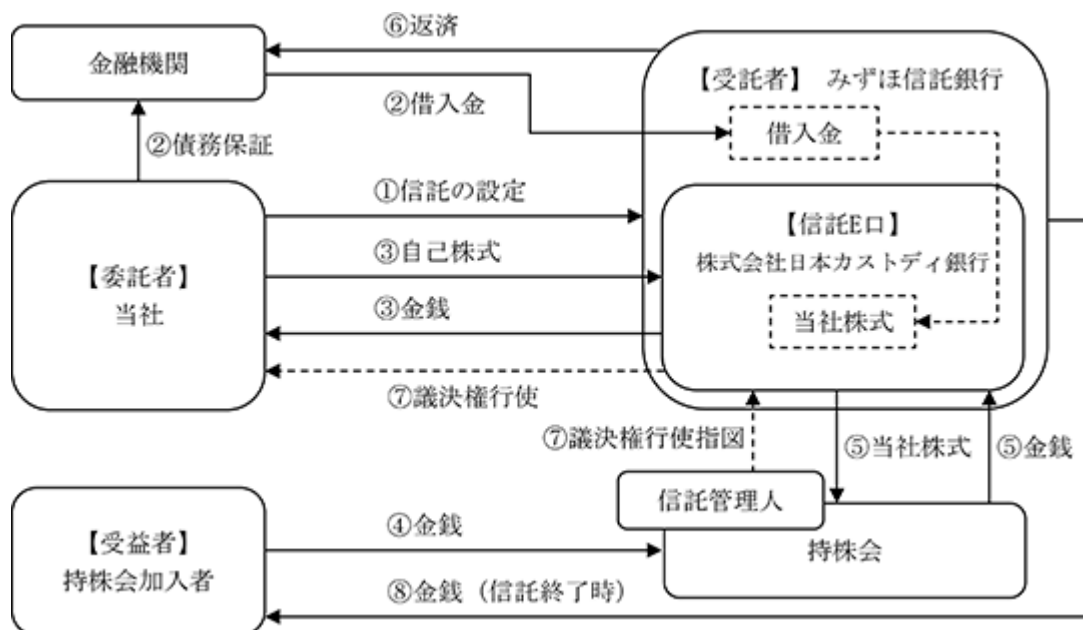 ⑥返済
金融機関
【受託者】 みずほ信託銀行
②借入金
借入金
②債務保証
①信託の設定
【信託E口】
③自己株式
株式会社日本カストディ銀行
【委託者】
当社
③金銭
当社株式
⑦議決権行使
⑦議決権行使指図
⑤当社株式
⑤金銭
信託管理人
【受益者】
持株会加入者
④金銭
持株会
⑧金銭（信託終了時）